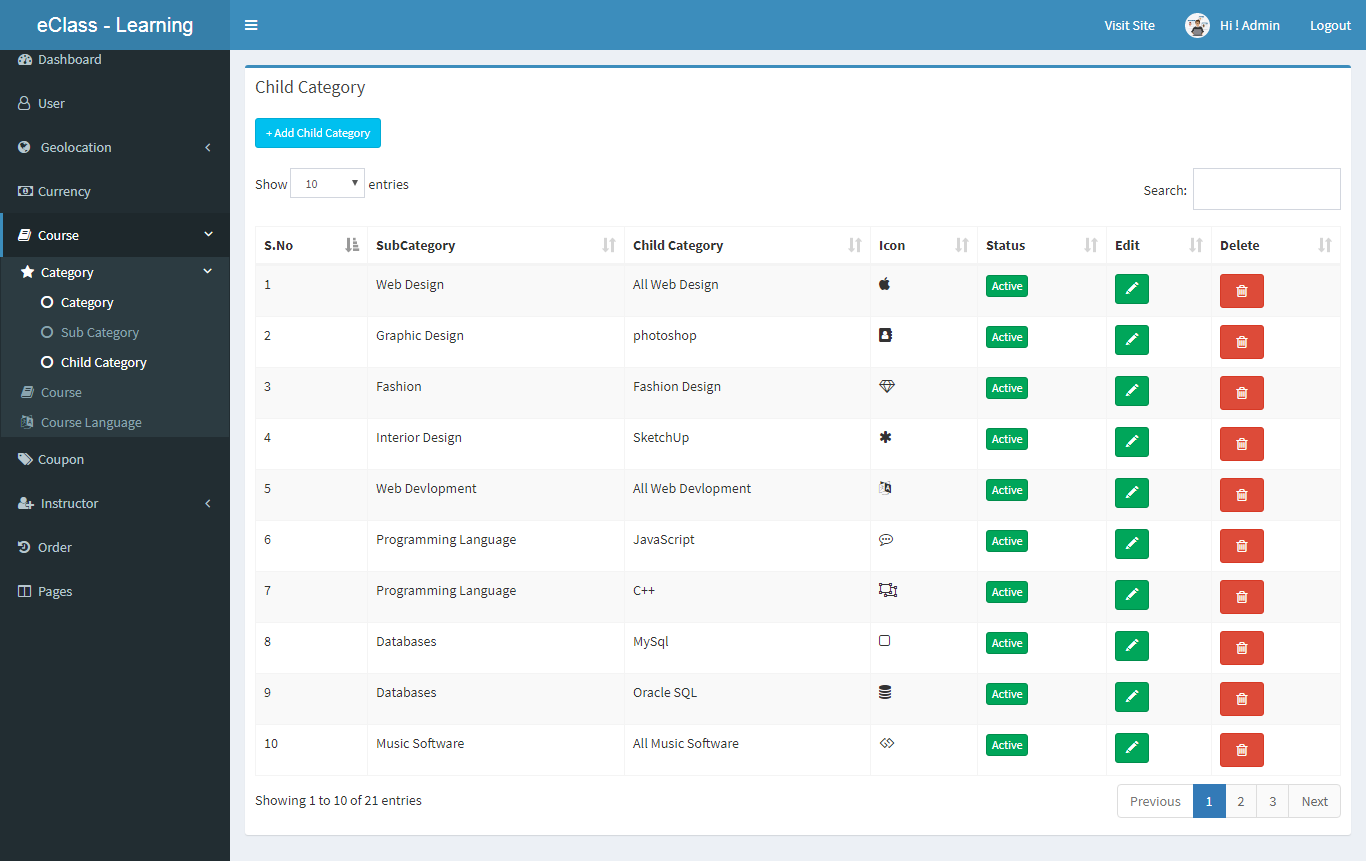 eClass - Learning
Visit Site Hi ! Admin Logout
Dashboard
User
Geolocation
Currency
Course
Category
Category
Sub Category
Child Category
Course
Course Language
Coupon
Instructor
Order
Pages
Child Category
+ Add Child Category
Show 10 entries
Search:
S.No SubCategory Child Category Icon Status Edit Delete
1 Web Design All Web Design Active
2 Graphic Design photoshop Active
3 Fashion Fashion Design Active
4 Interior Design SketchUp Active
5 Web Devlopment All Web Devlopment Active
6 Programming Language JavaScript Active
7 Programming Language C++ Active
8 Databases MySql Active
9 Databases Oracle SQL Active
10 Music Software All Music Software Active
Showing 1 to 10 of 21 entries
Previous 1 2 3 Next